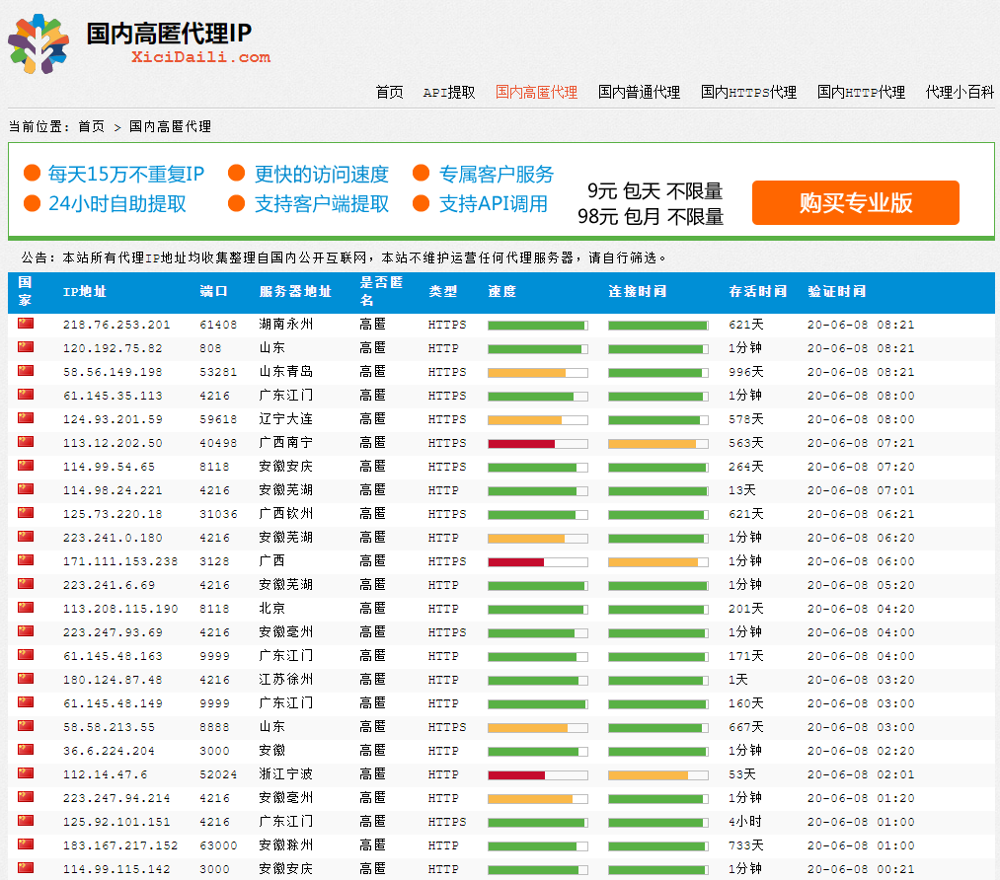 国内高匿代理IP
XiciDaili.com
首页 API提取 国内高匿代理 国内普通代理 国内HTTPS代理 国内HTTP代理 代理小百科
当前位置：首页 > 国内高匿代理
每天15万不重复IP 更快的访问速度 专属客户服务
24小时自助提取 支持客户端提取 支持API调用
9元 包天 不限量
98元 包月 不限量
购买专业版
公告：本站所有代理IP地址均收集整理自国内公开互联网，本站不维护运营任何代理服务器，请自行筛选。
国家 IP地址 端口 服务器地址 是否匿名 类型 速度 连接时间 存活时间 验证时间
218.76.253.201 61408 湖南永州 高匿 HTTPS 621天 20-06-08 08:21
120.192.75.82 808 山东 高匿 HTTP 1分钟 20-06-08 08:21
58.56.149.198 53281 山东青岛 高匿 HTTPS 996天 20-06-08 08:21
61.145.35.113 4216 广东江门 高匿 HTTPS 1分钟 20-06-08 08:00
124.93.201.59 59618 辽宁大连 高匿 HTTPS 578天 20-06-08 08:00
113.12.202.50 40498 广西南宁 高匿 HTTPS 563天 20-06-08 07:21
114.99.54.65 8118 安徽安庆 高匿 HTTPS 264天 20-06-08 07:20
114.98.24.221 4216 安徽芜湖 高匿 HTTP 13天 20-06-08 07:01
125.73.220.18 31036 广西钦州 高匿 HTTPS 621天 20-06-08 06:21
223.241.0.180 4216 安徽芜湖 高匿 HTTP 1分钟 20-06-08 06:20
171.111.153.238 3128 广西 高匿 HTTPS 1分钟 20-06-08 06:00
223.241.6.69 4216 安徽芜湖 高匿 HTTP 1分钟 20-06-08 05:20
113.208.115.190 8118 北京 高匿 HTTP 201天 20-06-08 04:20
223.247.93.69 4216 安徽亳州 高匿 HTTPS 1分钟 20-06-08 04:00
61.145.48.163 9999 广东江门 高匿 HTTP 171天 20-06-08 04:00
180.124.87.48 4216 江苏徐州 高匿 HTTP 1天 20-06-08 03:20
61.145.48.149 9999 广东江门 高匿 HTTP 160天 20-06-08 03:00
58.58.213.55 8888 山东 高匿 HTTPS 667天 20-06-08 03:00
36.6.224.204 3000 安徽 高匿 HTTP 1分钟 20-06-08 02:20
112.14.47.6 52024 浙江宁波 高匿 HTTP 53天 20-06-08 02:01
223.247.94.214 4216 安徽亳州 高匿 HTTP 1分钟 20-06-08 01:20
125.92.101.151 4216 广东江门 高匿 HTTPS 4小时 20-06-08 01:00
183.167.217.152 63000 安徽滁州 高匿 HTTP 733天 20-06-08 01:00
114.99.115.142 3000 安徽安庆 高匿 HTTP 1分钟 20-06-08 00:21